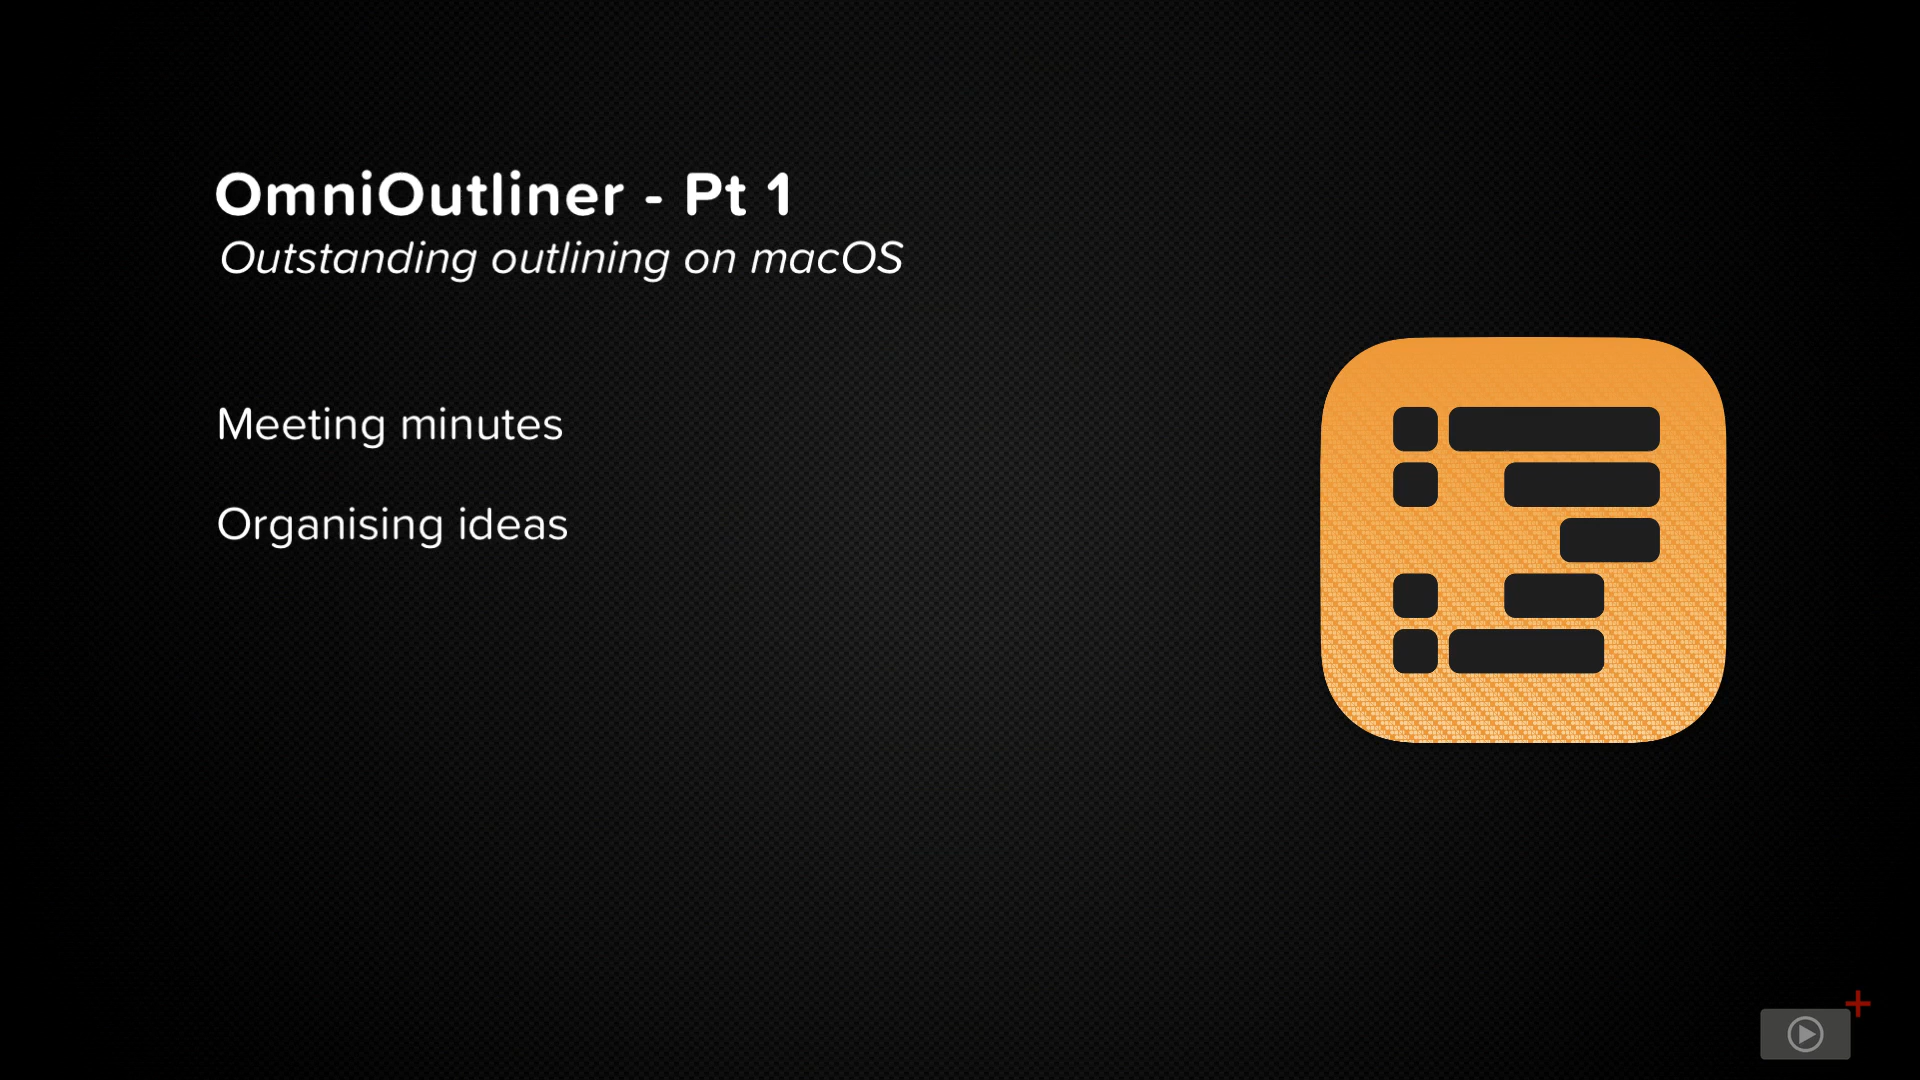 OmniOutliner - Pt 1
Outstanding outlining on macOS
Meeting minutes
Organising ideas